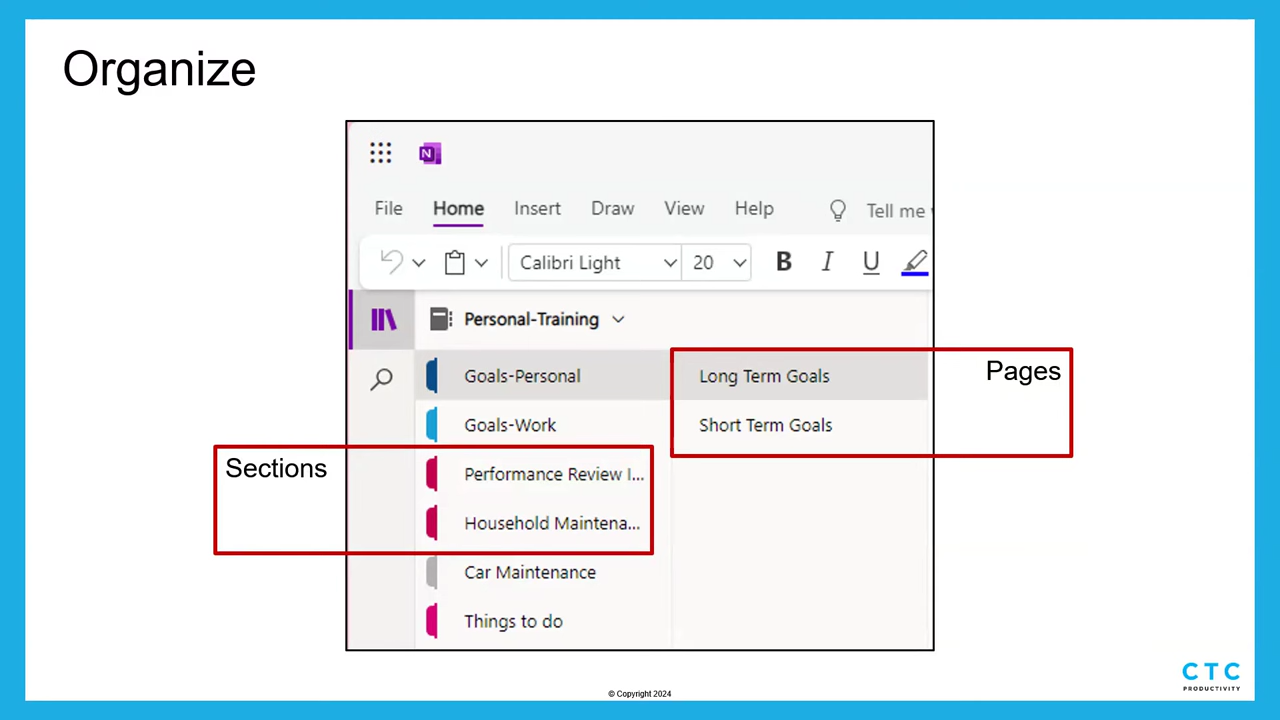 Organize
N
File Home Insert Draw View Help Tell me
Calibri Light 20 B I U
Personal-Training
Goals-Personal
Goals-Work
Sections
Performance Review I...
Household Maintena...
Car Maintenance
Things to do
Pages
Long Term Goals
Short Term Goals
© Copyright 2024
CTC
PRODUCTIVITY